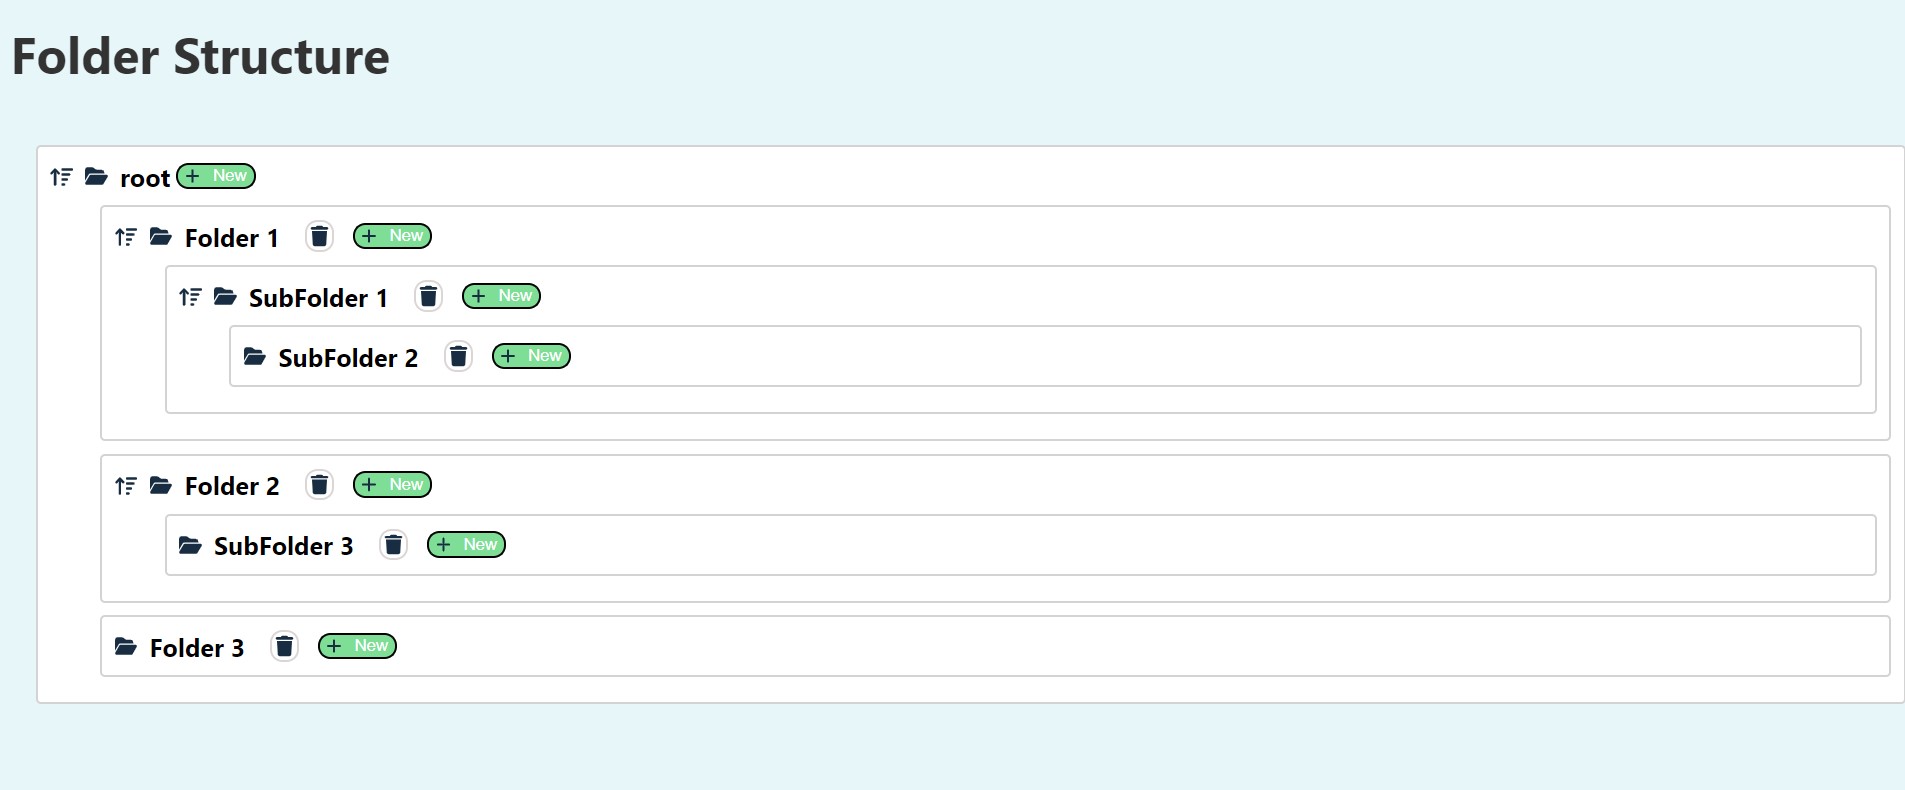 Folder Structure
root + New
Folder 1 + New
SubFolder 1 + New
SubFolder 2 + New
Folder 2 + New
SubFolder 3 + New
Folder 3 + New